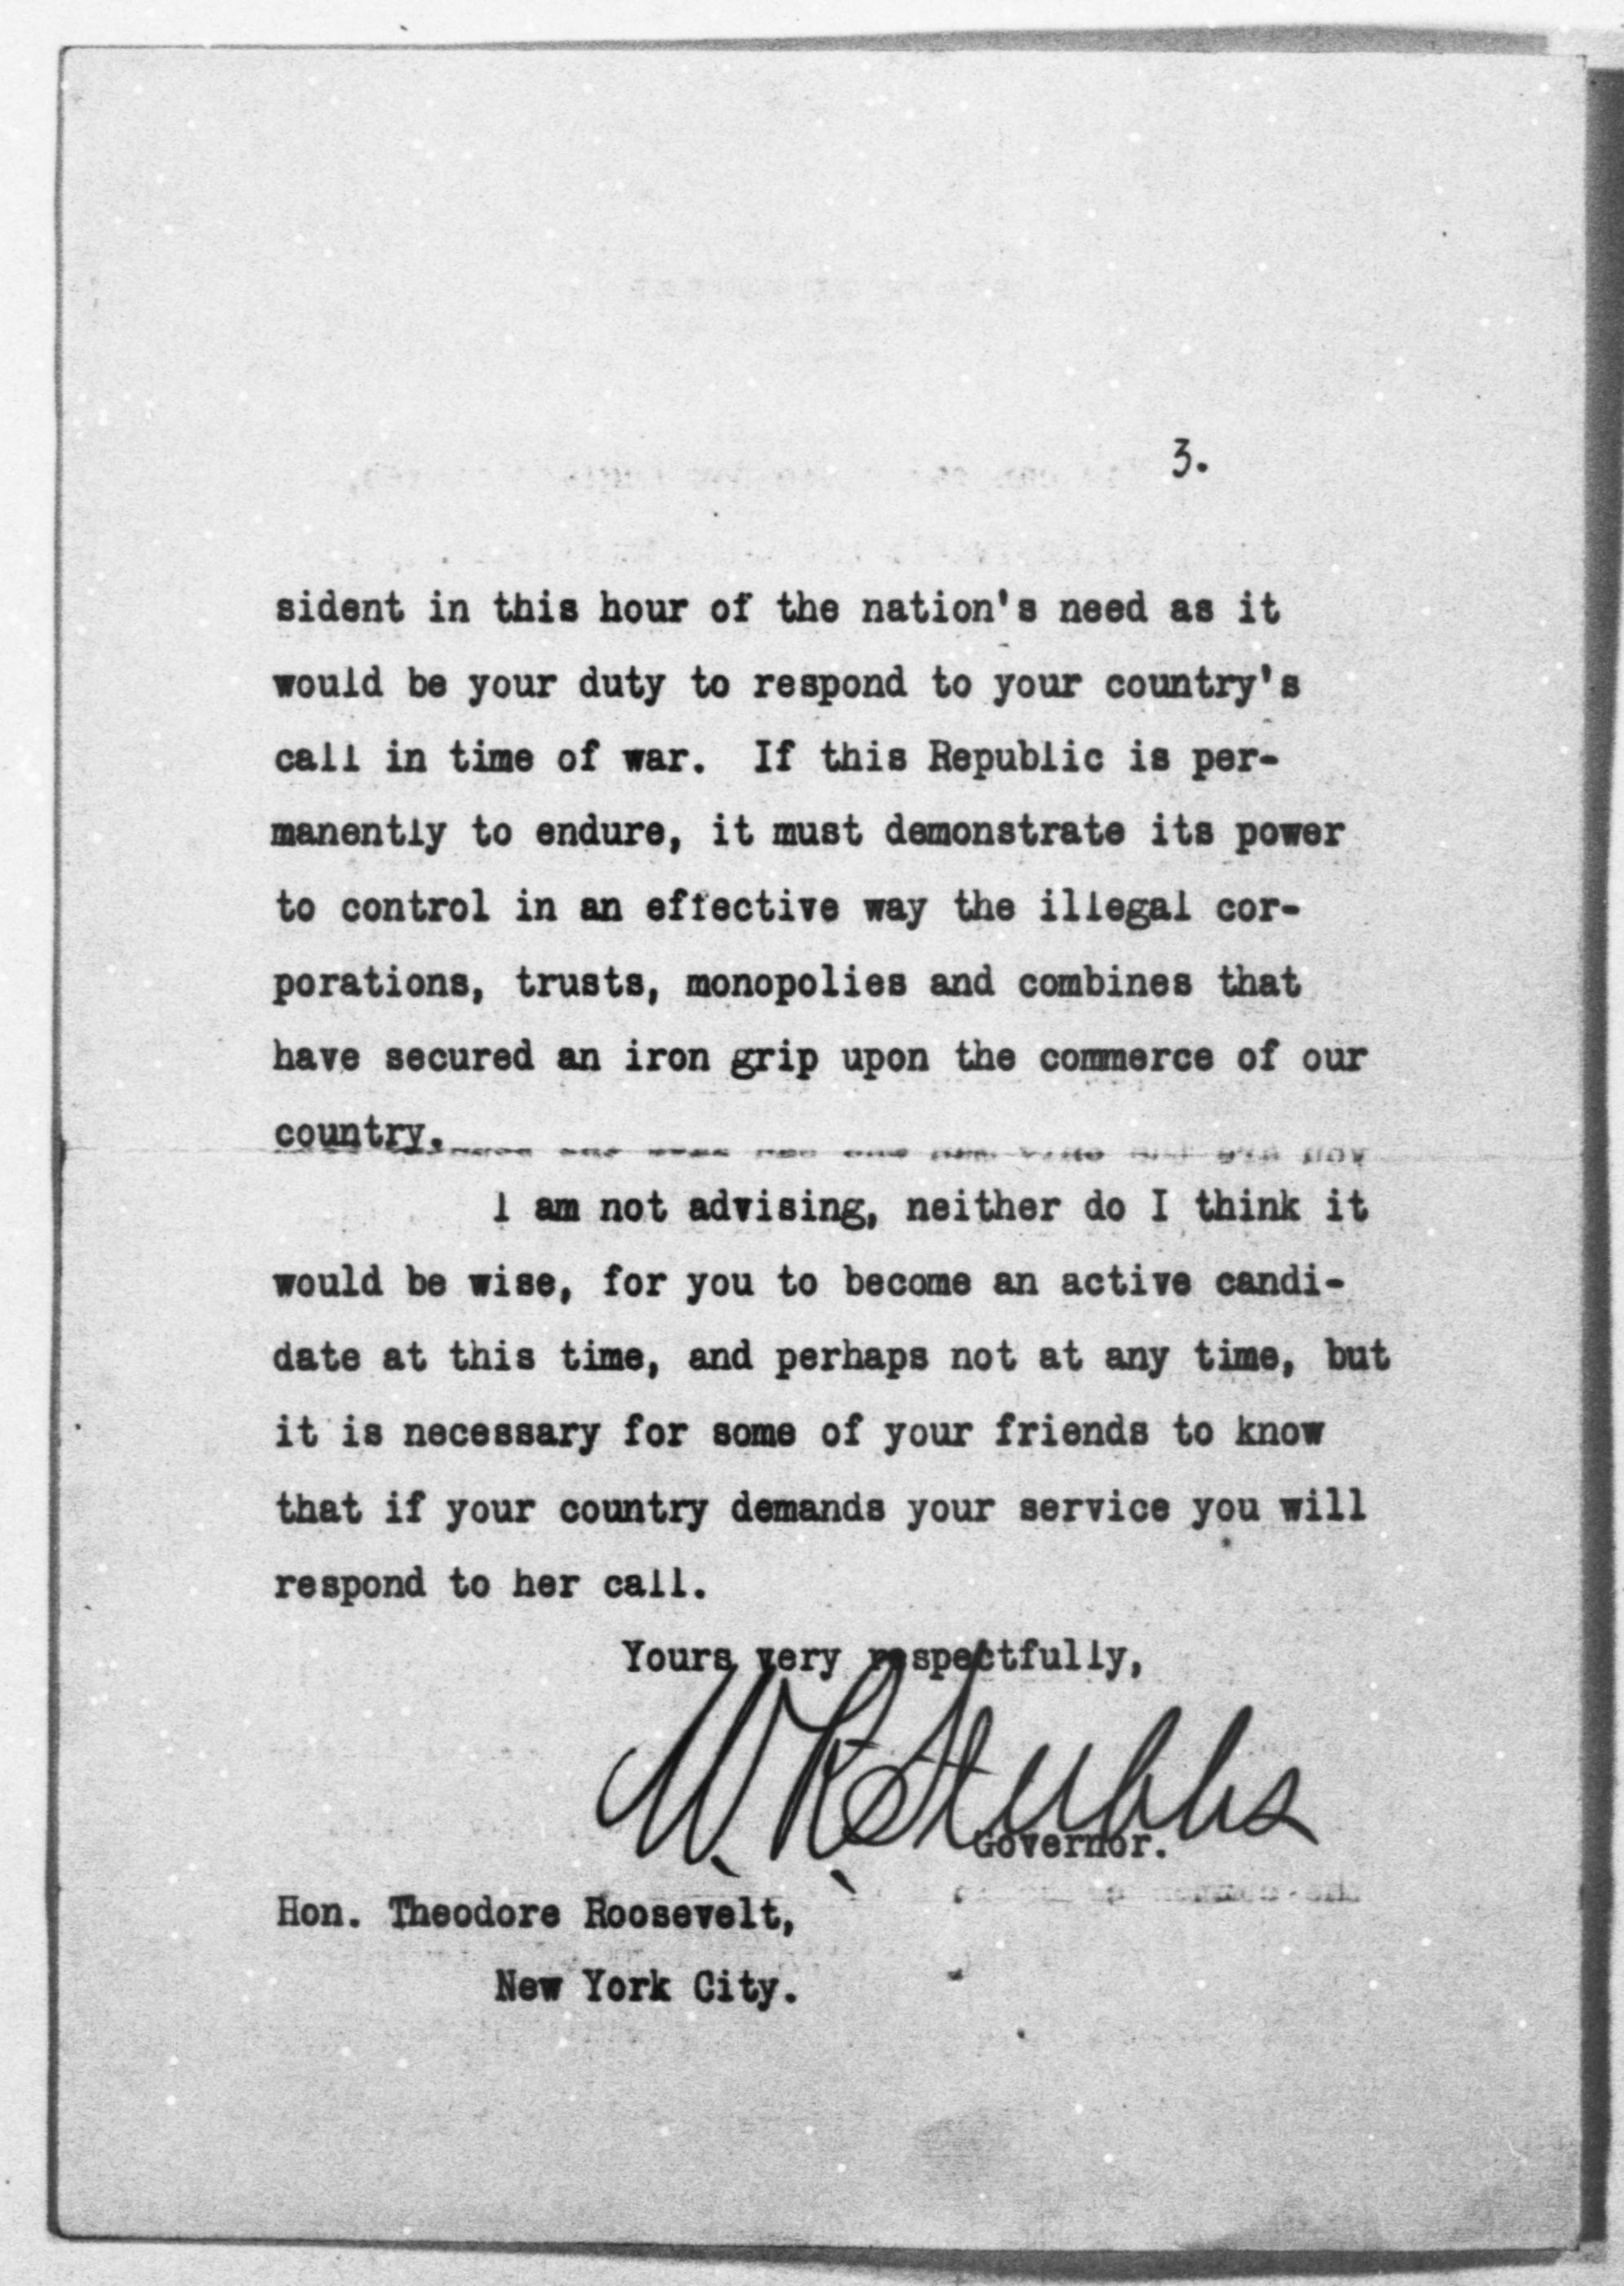 3.
sident in this hour of the nation's need as it
would be your duty to respond to your country's
call in time of war. If this Republic is per-
manently to endure, it must demonstrate its power
to control in an effective way the illegal cor-
porations, trusts, monopolies and combines that
have secured an iron grip upon the commerce of our
country.
I am not advising, neither do I think it
would be wise, for you to become an active candi-
date at this time, and perhaps not at any time, but
it is necessary for some of your friends to know
that if your country demands your service you will
respond to her call.
Yours very respectfully,
W. R. Stubbs
Governor.
Hon. Theodore Roosevelt,
New York City.